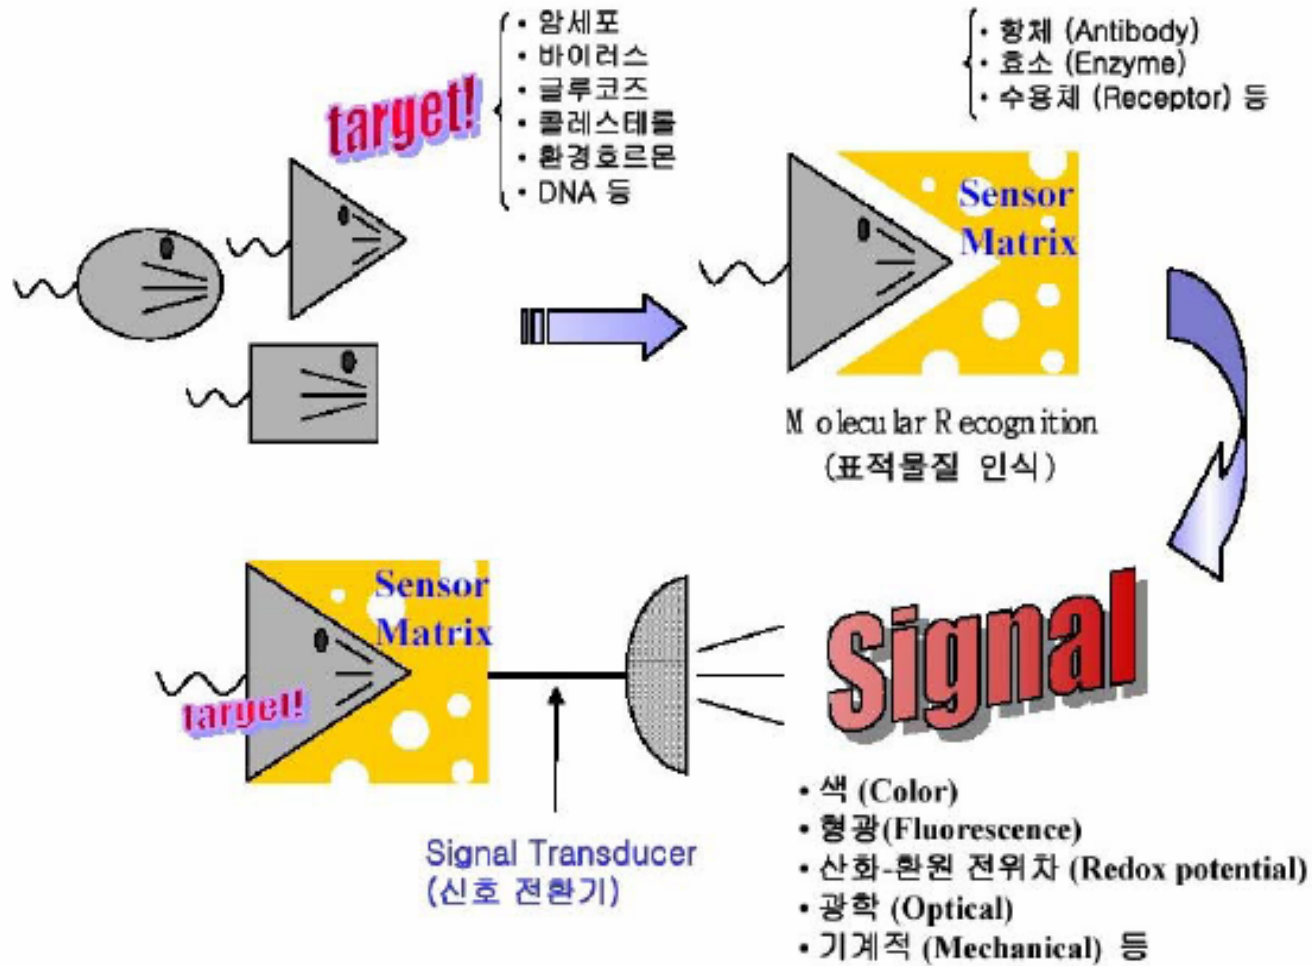 target!
• 암세포
• 바이러스
• 글루코즈
• 콜레스테롤
• 환경호르몬
• DNA 등
• 항체 (Antibody)
• 효소 (Enzyme)
• 수용체 (Receptor) 등
Sensor
Matrix
Molecular Recognition
(표적물질 인식)
Sensor
Matrix
target!
Signal Transducer
(신호 전환기)
Signal
• 색 (Color)
• 형광(Fluorescence)
• 산화-환원 전위차 (Redox potential)
• 광학 (Optical)
• 기계적 (Mechanical) 등